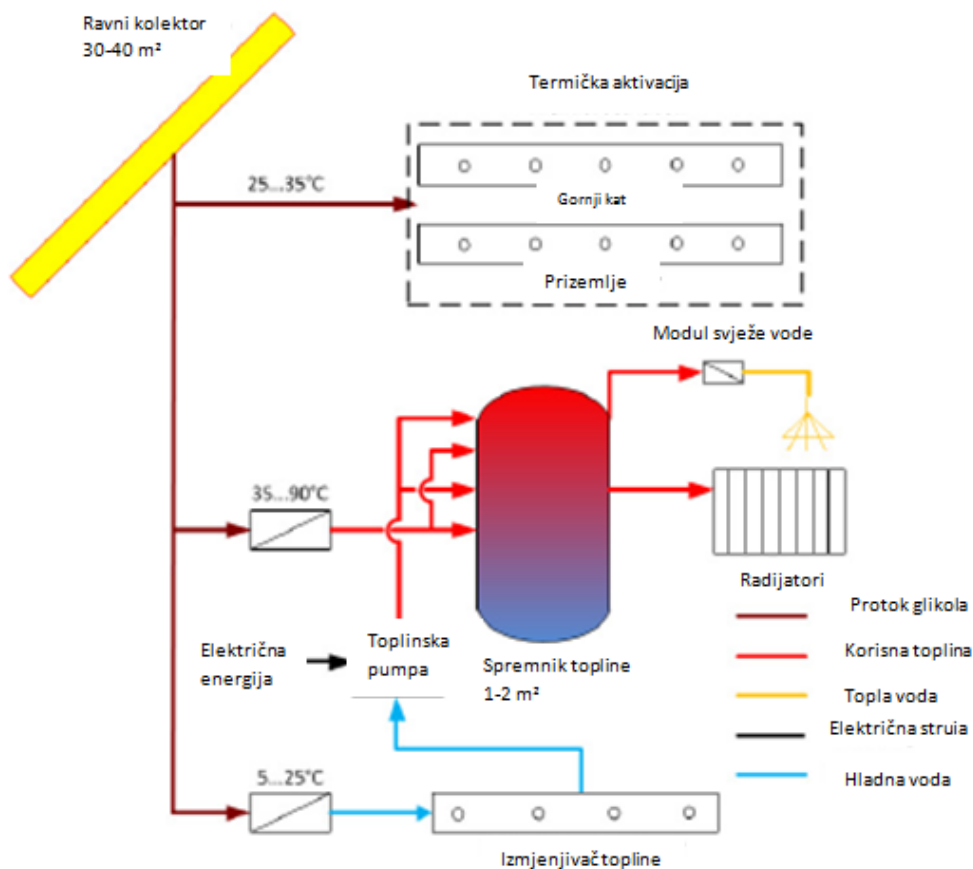 Ravni kolektor
30-40 m²
Termička aktivacija
25...35°C
Gornji kat
Prizemlje
Modul svježe vode
35...90°C
Radijatori
Električna
energija
Toplinska
pumpa
Spremnik topline
1-2 m²
Protok glikola
Korisna toplina
Topla voda
Električna struia
Hladna voda
5...25°C
Izmjenjivač topline